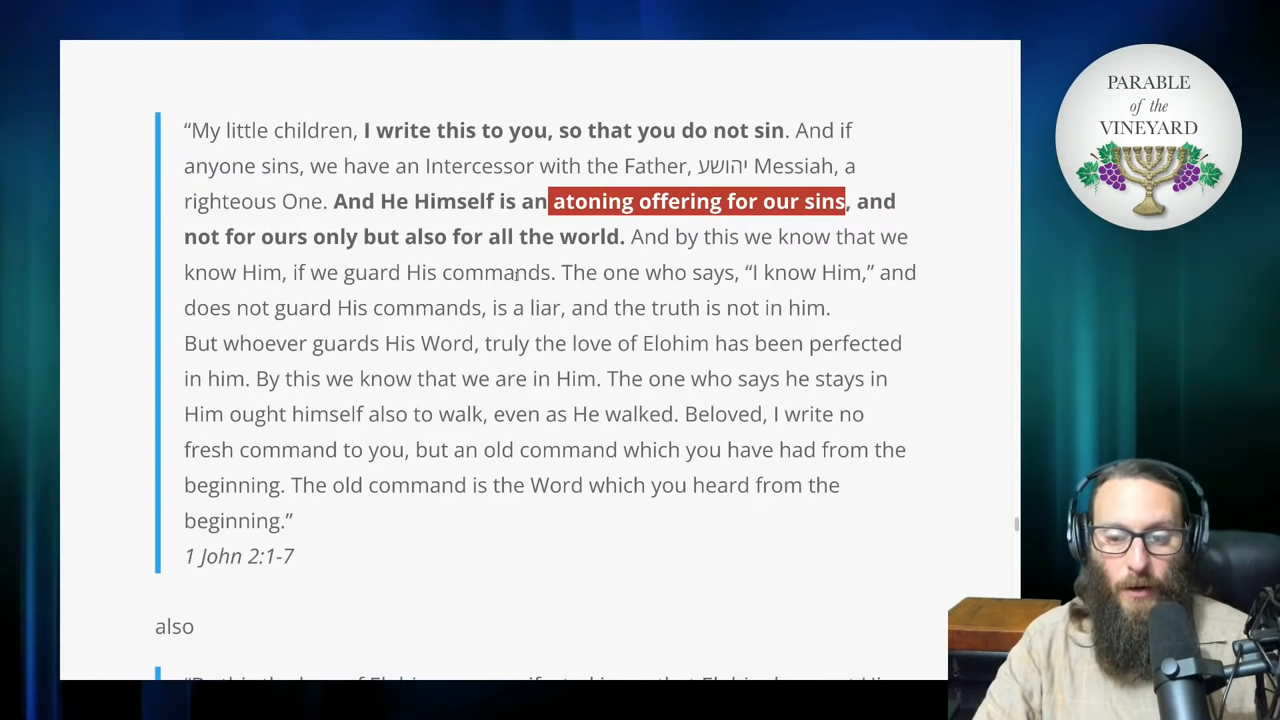 PARABLE
of the
VINEYARD
“My little children, I write this to you, so that you do not sin. And if
anyone sins, we have an Intercessor with the Father, יהושע Messiah, a
righteous One. And He Himself is an atoning offering for our sins, and
not for ours only but also for all the world. And by this we know that we
know Him, if we guard His commands. The one who says, “I know Him,” and
does not guard His commands, is a liar, and the truth is not in him.
But whoever guards His Word, truly the love of Elohim has been perfected
in him. By this we know that we are in Him. The one who says he stays in
Him ought himself also to walk, even as He walked. Beloved, I write no
fresh command to you, but an old command which you have had from the
beginning. The old command is the Word which you heard from the
beginning.”
1 John 2:1-7
also